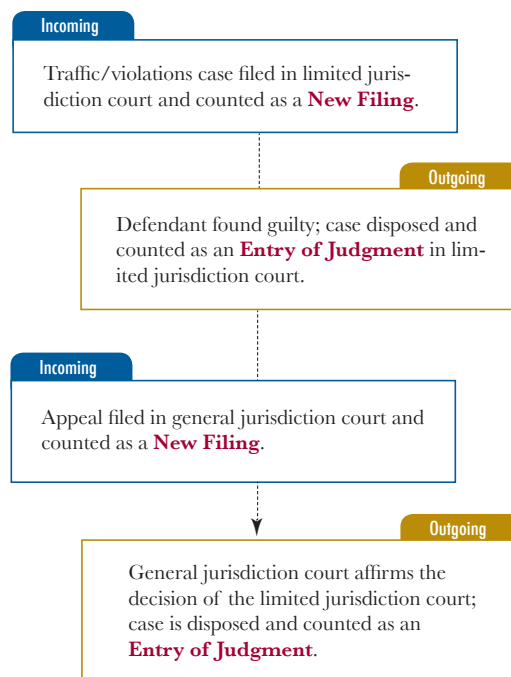 Incoming
Traffic/violations case filed in limited juris-
diction court and counted as a New Filing.
Outgoing
Defendant found guilty; case disposed and
counted as an Entry of Judgment in lim-
ited jurisdiction court.
Incoming
Appeal filed in general jurisdiction court and
counted as a New Filing.
Outgoing
General jurisdiction court affirms the
decision of the limited jurisdiction court;
case is disposed and counted as an
Entry of Judgment.